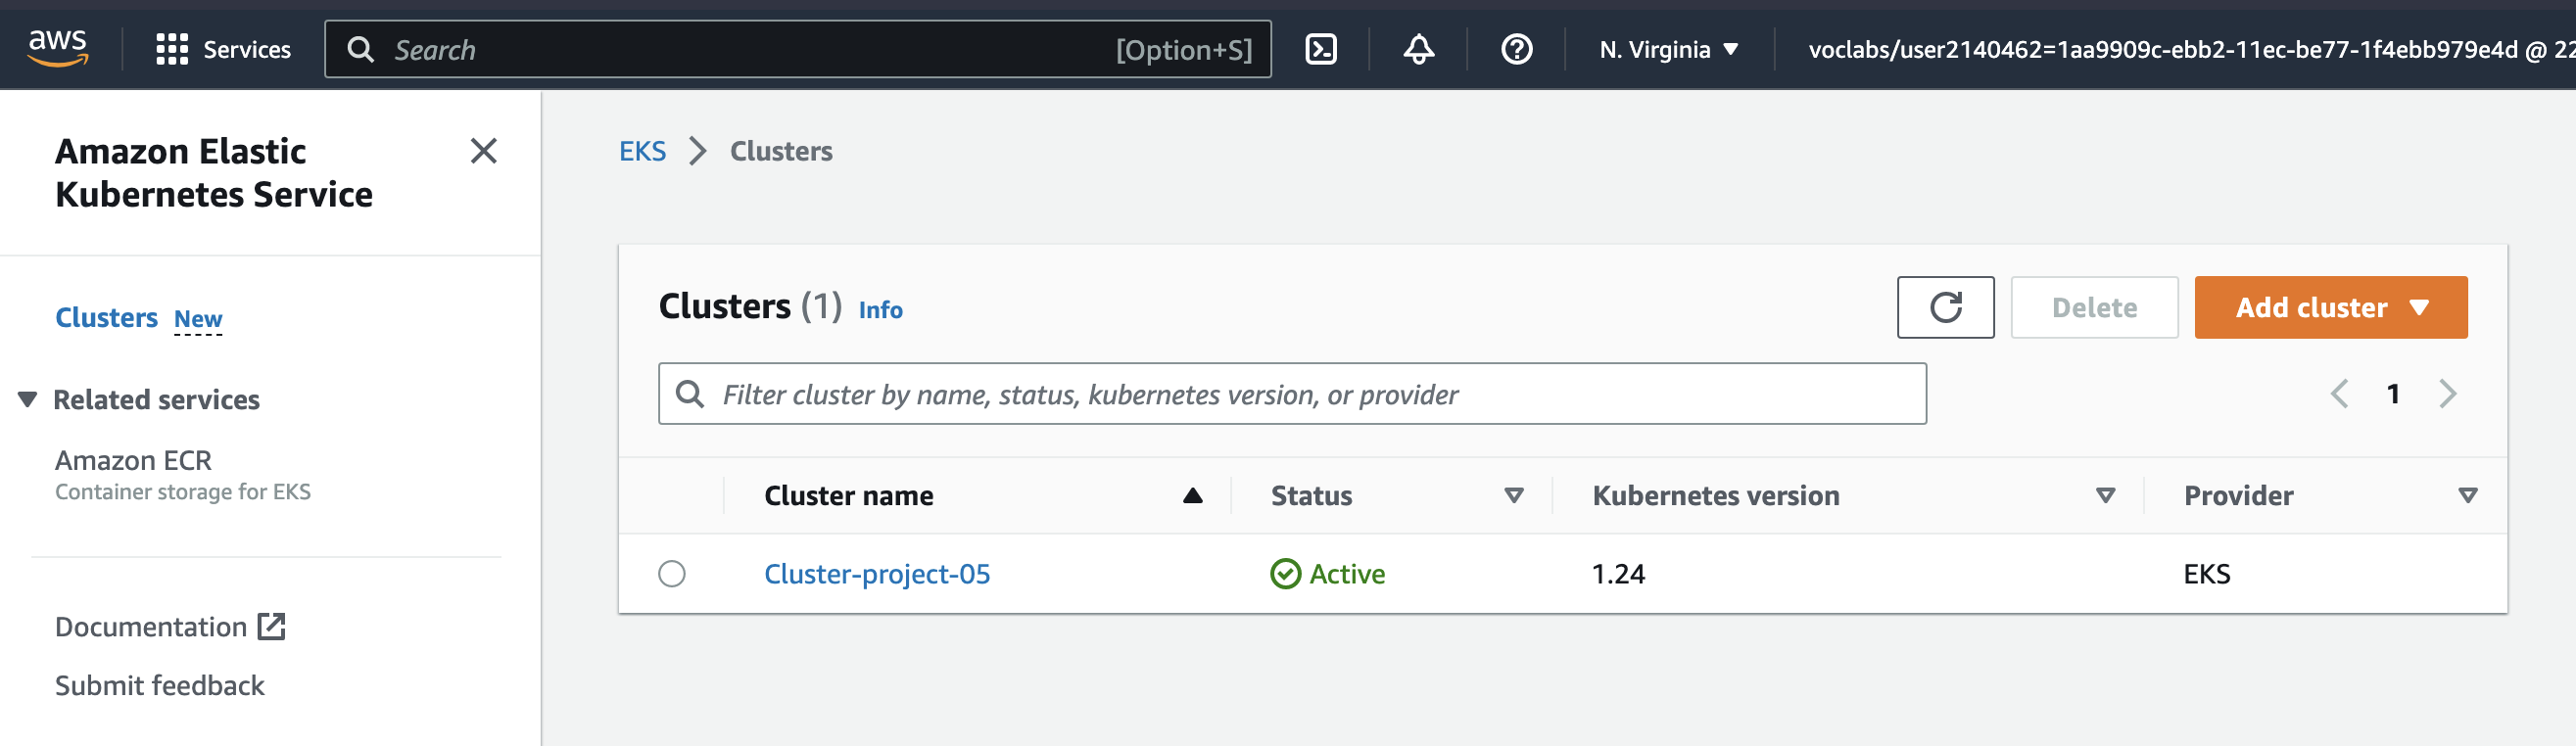 aws Services Search [Option+S] N. Virginia voclabs/user2140462=1aa9909c-ebb2-11ec-be77-1f4ebb979e4d @ 22
Amazon Elastic
Kubernetes Service
Clusters New
Related services
Amazon ECR
Container storage for EKS
Documentation
Submit feedback
EKS Clusters
Clusters (1) Info
Delete Add cluster
Filter cluster by name, status, kubernetes version, or provider
1
Cluster name Status Kubernetes version Provider
Cluster-project-05 Active 1.24 EKS